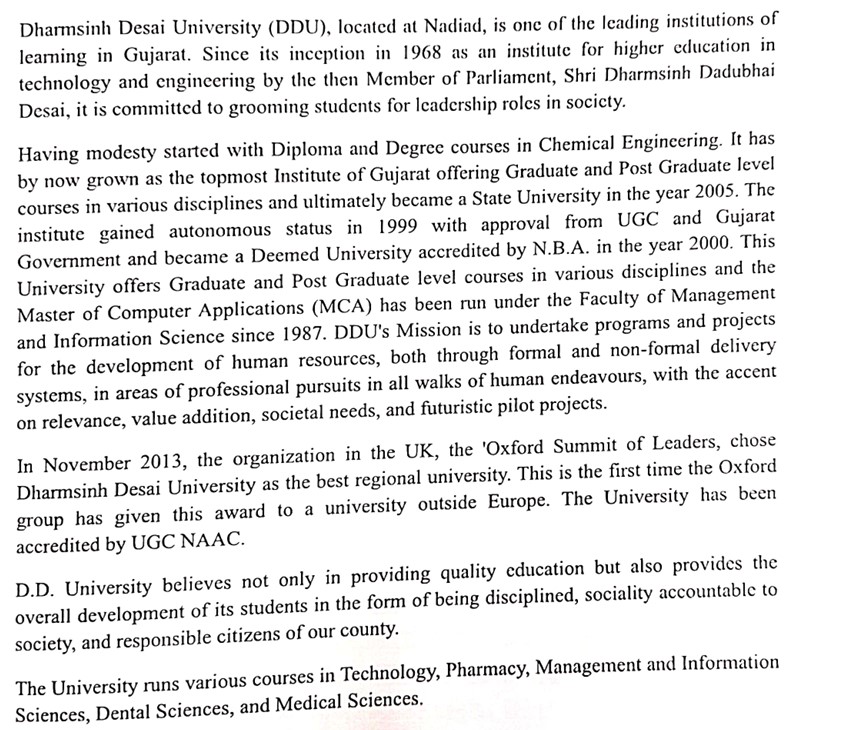 Dharmsinh Desai University (DDU), located at Nadiad, is one of the leading institutions of
learning in Gujarat. Since its inception in 1968 as an institute for higher education in
technology and engineering by the then Member of Parliament, Shri Dharmsinh Dadubhai
Desai, it is committed to grooming students for leadership roles in society.
Having modesty started with Diploma and Degree courses in Chemical Engineering. It has
by now grown as the topmost Institute of Gujarat offering Graduate and Post Graduate level
courses in various disciplines and ultimately became a State University in the year 2005. The
institute gained autonomous status in 1999 with approval from UGC and Gujarat
Government and became a Deemed University accredited by N.B.A. in the year 2000. This
University offers Graduate and Post Graduate level courses in various disciplines and the
Master of Computer Applications (MCA) has been run under the Faculty of Management
and Information Science since 1987. DDU's Mission is to undertake programs and projects
for the development of human resources, both through formal and non-formal delivery
systems, in areas of professional pursuits in all walks of human endeavours, with the accent
on relevance, value addition, societal needs, and futuristic pilot projects.
In November 2013, the organization in the UK, the 'Oxford Summit of Leaders, chose
Dharmsinh Desai University as the best regional university. This is the first time the Oxford
group has given this award to a university outside Europe. The University has been
accredited by UGC NAAC.
D.D. University believes not only in providing quality education but also provides the
overall development of its students in the form of being disciplined, sociality accountable to
society, and responsible citizens of our county.
The University runs various courses in Technology, Pharmacy, Management and Information
Sciences, Dental Sciences, and Medical Sciences.